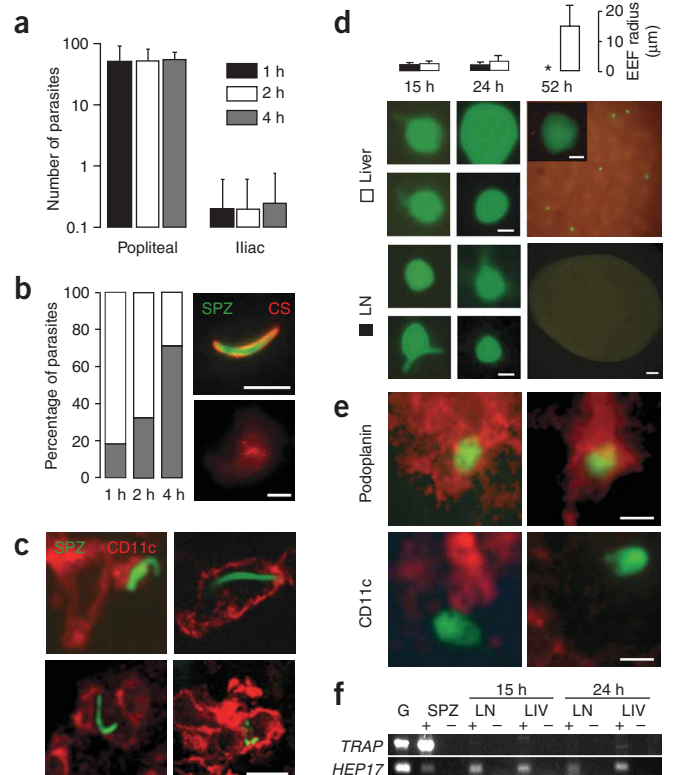 a
Number of parasites
100
10
1
0.1
1 h
2 h
4 h
Popliteal
Iliac
b
Percentage of parasites
100
80
60
40
20
0
1 h 2 h 4 h
SPZ CS
c
SPZ CD11c
d
20
10
0
EEF radius
(μm)
*
15 h 24 h 52 h
Liver
LN
e
Podoplanin
CD11c
f
15 h 24 h
G SPZ LN LIV LN LIV
+ – + – + – + – + –
TRAP
HEP17